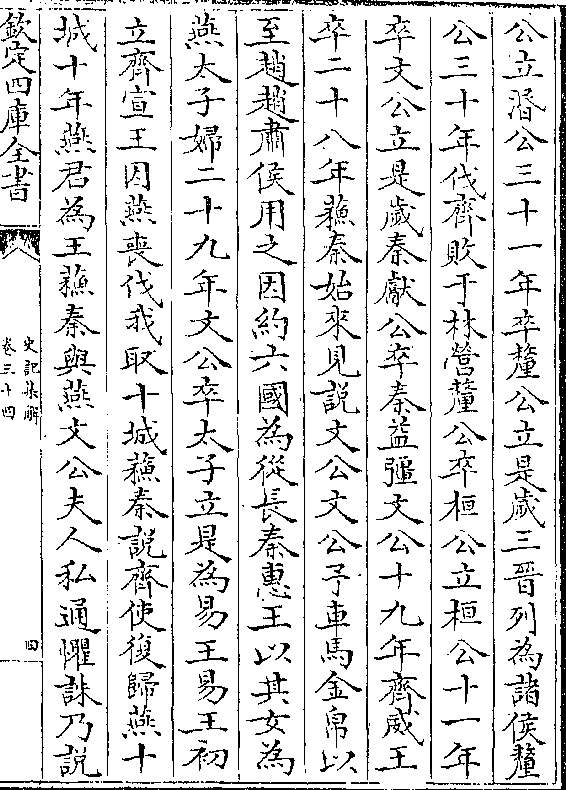 公立湣公三十一年卒釐公立是歲三晉列為諸侯釐
公三十年伐齊敗于林營釐公卒桓公立桓公十一年
卒文公立是歲秦獻公卒秦益彊文公十九年齊威王
卒二十八年蘇秦始來見說文公文公予車馬金帛以
至趙趙肅侯用之因約六國為從長秦惠王以其女為
燕太子婦二十九年文公卒太子立是為易王易王初
立齊宣王因燕喪伐我取十城蘇秦說齊使復歸燕十
城十年燕君為王蘇秦與燕文公夫人私通懼誅乃說
欽定四庫全書
史記集解
卷三十四
四